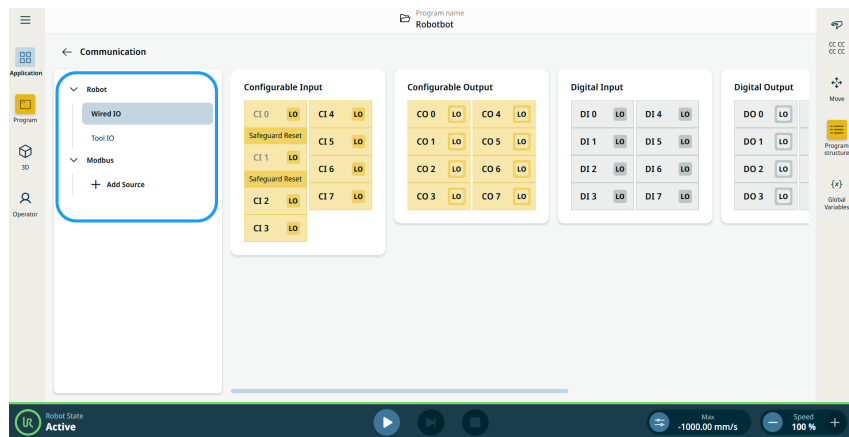 Program name
Robotbot
Application
Program
3D
Operator
Communication
Robot
Wired IO
Tool IO
Modbus
Add Source
Configurable Input
CI 0 LO CI 4 LO
Safeguard Reset
CI 5 LO
CI 1 LO
CI 6 LO
Safeguard Reset
CI 2 LO CI 7 LO
CI 3 LO
Configurable Output
CO 0 LO CO 4 LO
CO 1 LO CO 5 LO
CO 2 LO CO 6 LO
CO 3 LO CO 7 LO
Digital Input
DI 0 LO DI 4 LO
DI 1 LO DI 5 LO
DI 2 LO DI 6 LO
DI 3 LO DI 7 LO
Digital Output
DO 0 LO
DO 1 LO
DO 2 LO
DO 3 LO
CC CC
CC CC
Move
Program
structure
{x}
Global
Variables
UR
Robot State
Active
Max
-1000.00 mm/s
Speed
100 %